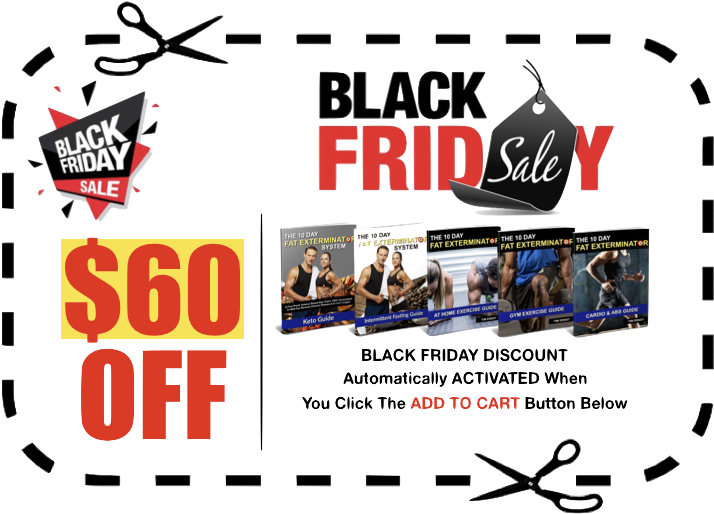 BLACK
FRIDAY
SALE
$60
OFF
BLACK
FRIDAY
Sale
THE 10 DAY
FAT EXTERMINATOR
SYSTEM
Keto Guide
THE 10 DAY
FAT EXTERMINATOR
SYSTEM
Intermittent Fasting Guide
THE 10 DAY
FAT EXTERMINATOR
AT HOME EXERCISE GUIDE
THE 10 DAY
FAT EXTERMINATOR
GYM EXERCISE GUIDE
THE 10 DAY
FAT EXTERMINATOR
CARDIO & ABS GUIDE
BLACK FRIDAY DISCOUNT
Automatically ACTIVATED When
You Click The ADD TO CART Button Below